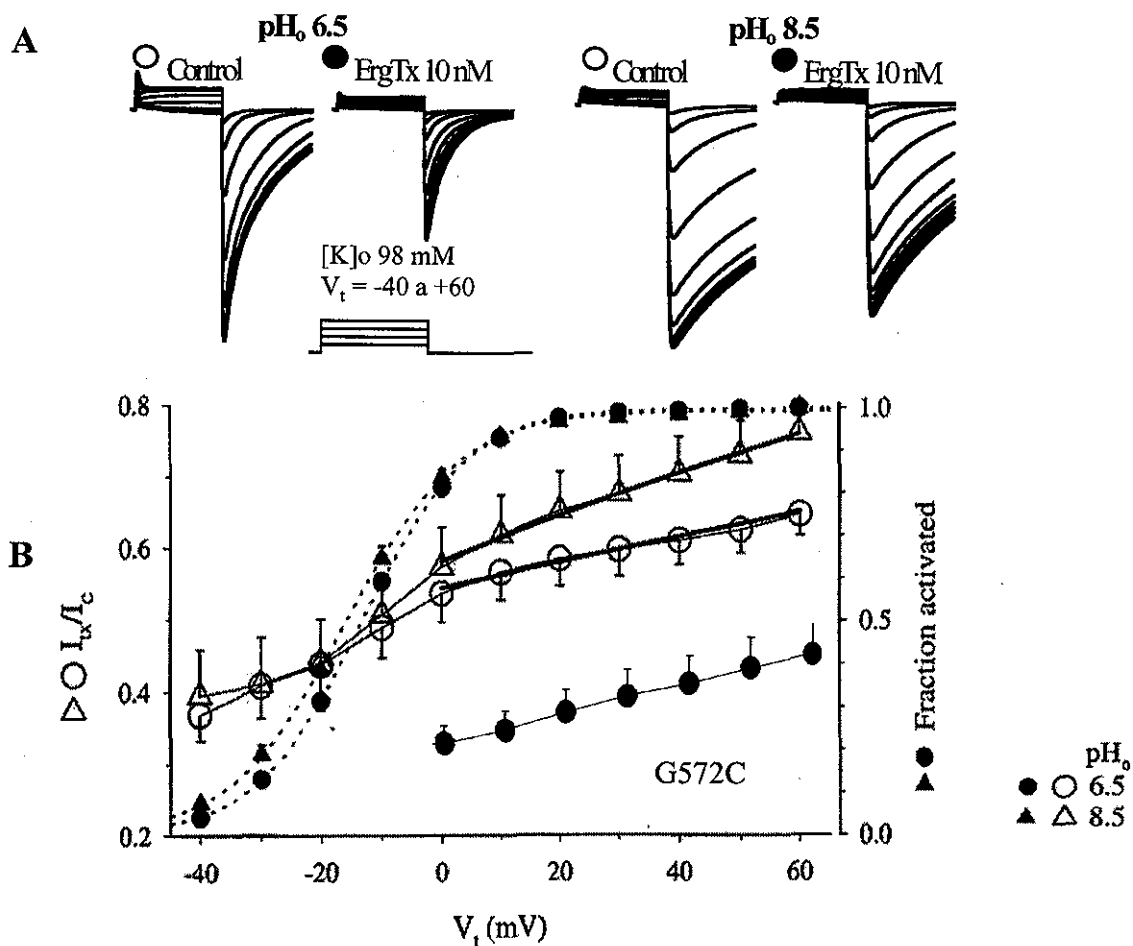 A
pHₒ 6.5
pHₒ 8.5
Control
ErgTx 10 nM
Control
ErgTx 10 nM
[K]o 98 mM
Vₜ = -40 a +60
B
0.8
0.6
0.4
0.2
△ ○ Iₜₓ/I_C
1.0
0.5
0.0
▲ ● Fraction activated
G572C
pHₒ
● ○ 6.5
▲ △ 8.5
-40
-20
0
20
40
60
Vₜ (mV)